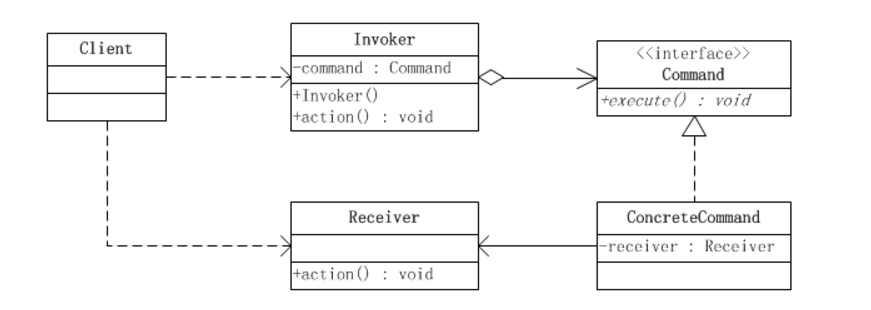 Client
Invoker
-command : Command
+Invoker()
+action() : void
<<interface>>
Command
+execute() : void
Receiver
+action() : void
ConcreteCommand
-receiver : Receiver